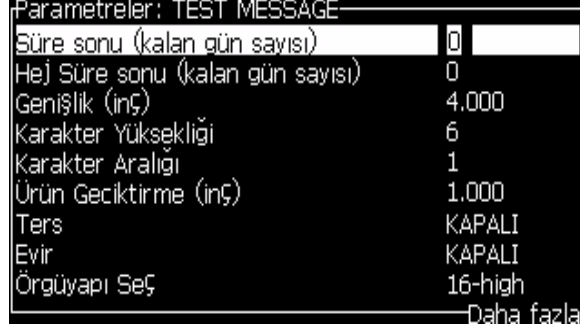 Parametreler: TEST MESSAGE
Süre sonu (kalan gün sayısı) 0
Hej Süre sonu (kalan gün sayısı) 0
Genişlik (inç) 4.000
Karakter Yüksekliği 6
Karakter Aralığı 1
Ürün Geciktirme (inç) 1.000
Ters KAPALI
Evir KAPALI
Örgüyapı Seç 16-high
Daha fazla